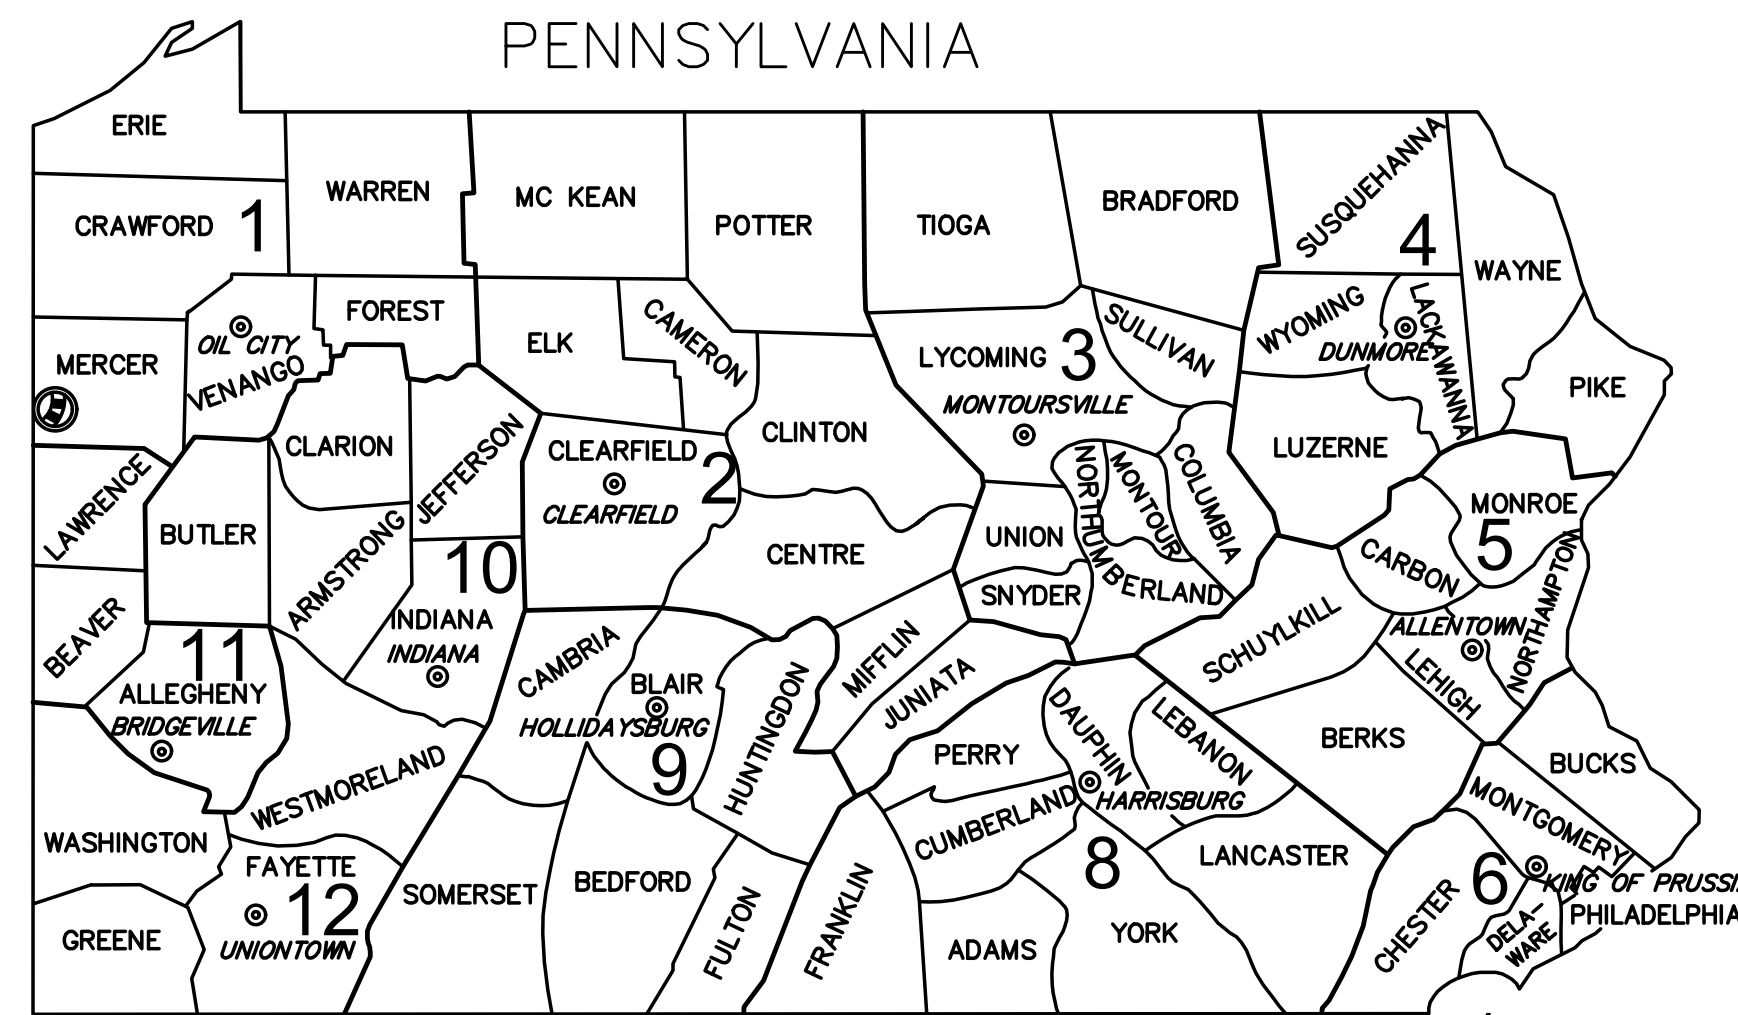 PENNSYLVANIA
ERIE
CRAWFORD 1
WARREN
MC KEAN
POTTER
TIOGA
BRADFORD
SUSQUEHANNA
4
WAYNE
MERCER
OIL CITY
VENANGO
FOREST
ELK
CAMERON
LYCOMING 3
MONTOURSVILLE
SULLIVAN
WYOMING
LACKAWANNA
DUNMORE
PIKE
LAWRENCE
BUTLER
CLARION
JEFFERSON
CLEARFIELD 2
CLEARFIELD
CLINTON
CENTRE
UNION
SNYDER
NORTHUMBERLAND
MONTOUR
COLUMBIA
LUZERNE
MONROE
5
CARBON
NORTHAMPTON
BEAVER
ARMSTRONG
10
INDIANA
INDIANA
11
ALLEGHENY
BRIDGEVILLE
CAMBRIA
BLAIR
HOLLIDAYSBURG
9
HUNTINGDON
MIFFLIN
JUNIATA
SCHUYLKILL
ALLENTOWN
LEHIGH
WESTMORELAND
PERRY
DAUPHIN
LEBANON
BERKS
BUCKS
HARRISBURG
CUMBERLAND
MONTGOMERY
WASHINGTON
FAYETTE
12
UNIONTOWN
SOMERSET
BEDFORD
FULTON
FRANKLIN
8
LANCASTER
6
KING OF PRUSSI
PHILADELPHIA
CHESTER
DELA-
WARE
GREENE
ADAMS
YORK